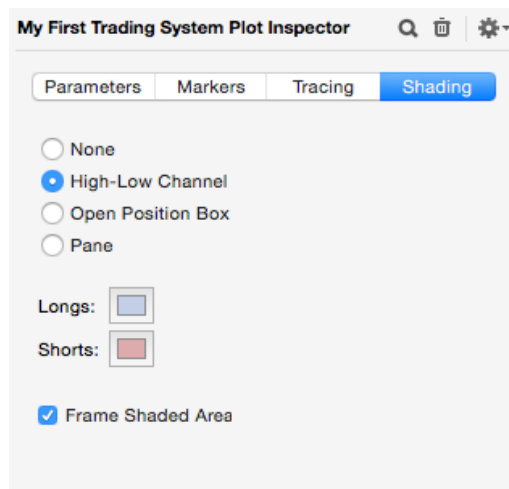 My First Trading System Plot Inspector
Parameters Markers Tracing Shading
None
High-Low Channel
Open Position Box
Pane
Longs:
Shorts:
Frame Shaded Area